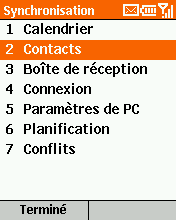 Synchronisation
1 Calendrier
2 Contacts
3 Boîte de réception
4 Connexion
5 Paramètres de PC
6 Planification
7 Conflits
Terminé